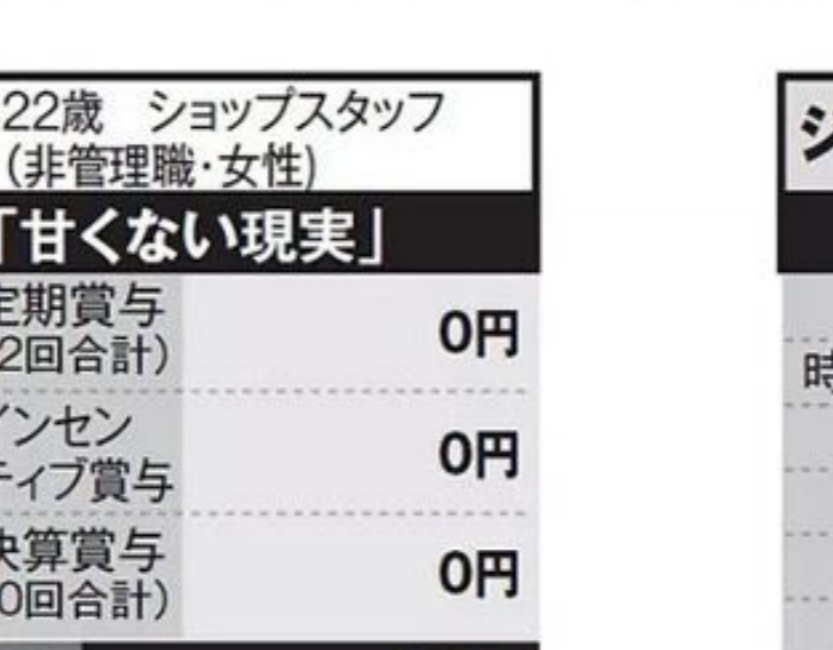 22歳 ショップスタッフ
(非管理職・女性)
「甘くない現実」
定期賞与
2回合計)
0円
インセン
ティブ賞与
0円
決算賞与
0回合計)
0円
時